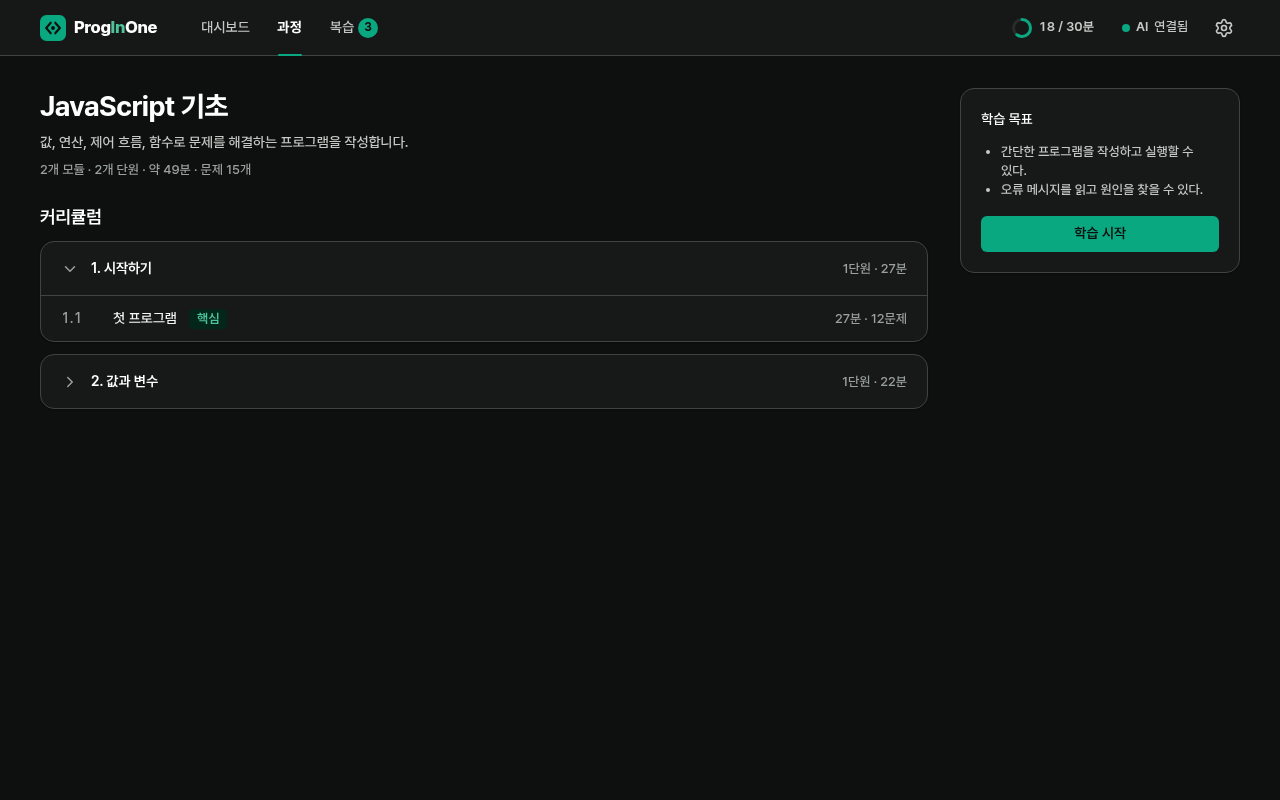 ProgInOne
대시보드
과정
복습 3
18 / 30분
AI 연결됨
JavaScript 기초
값, 연산, 제어 흐름, 함수로 문제를 해결하는 프로그램을 작성합니다.
2개 모듈 · 2개 단원 · 약 49분 · 문제 15개
커리큘럼
1. 시작하기
1단원 · 27분
1.1 첫 프로그램 핵심
27분 · 12문제
2. 값과 변수
1단원 · 22분
학습 목표
• 간단한 프로그램을 작성하고 실행할 수
있다.
• 오류 메시지를 읽고 원인을 찾을 수 있다.
학습 시작